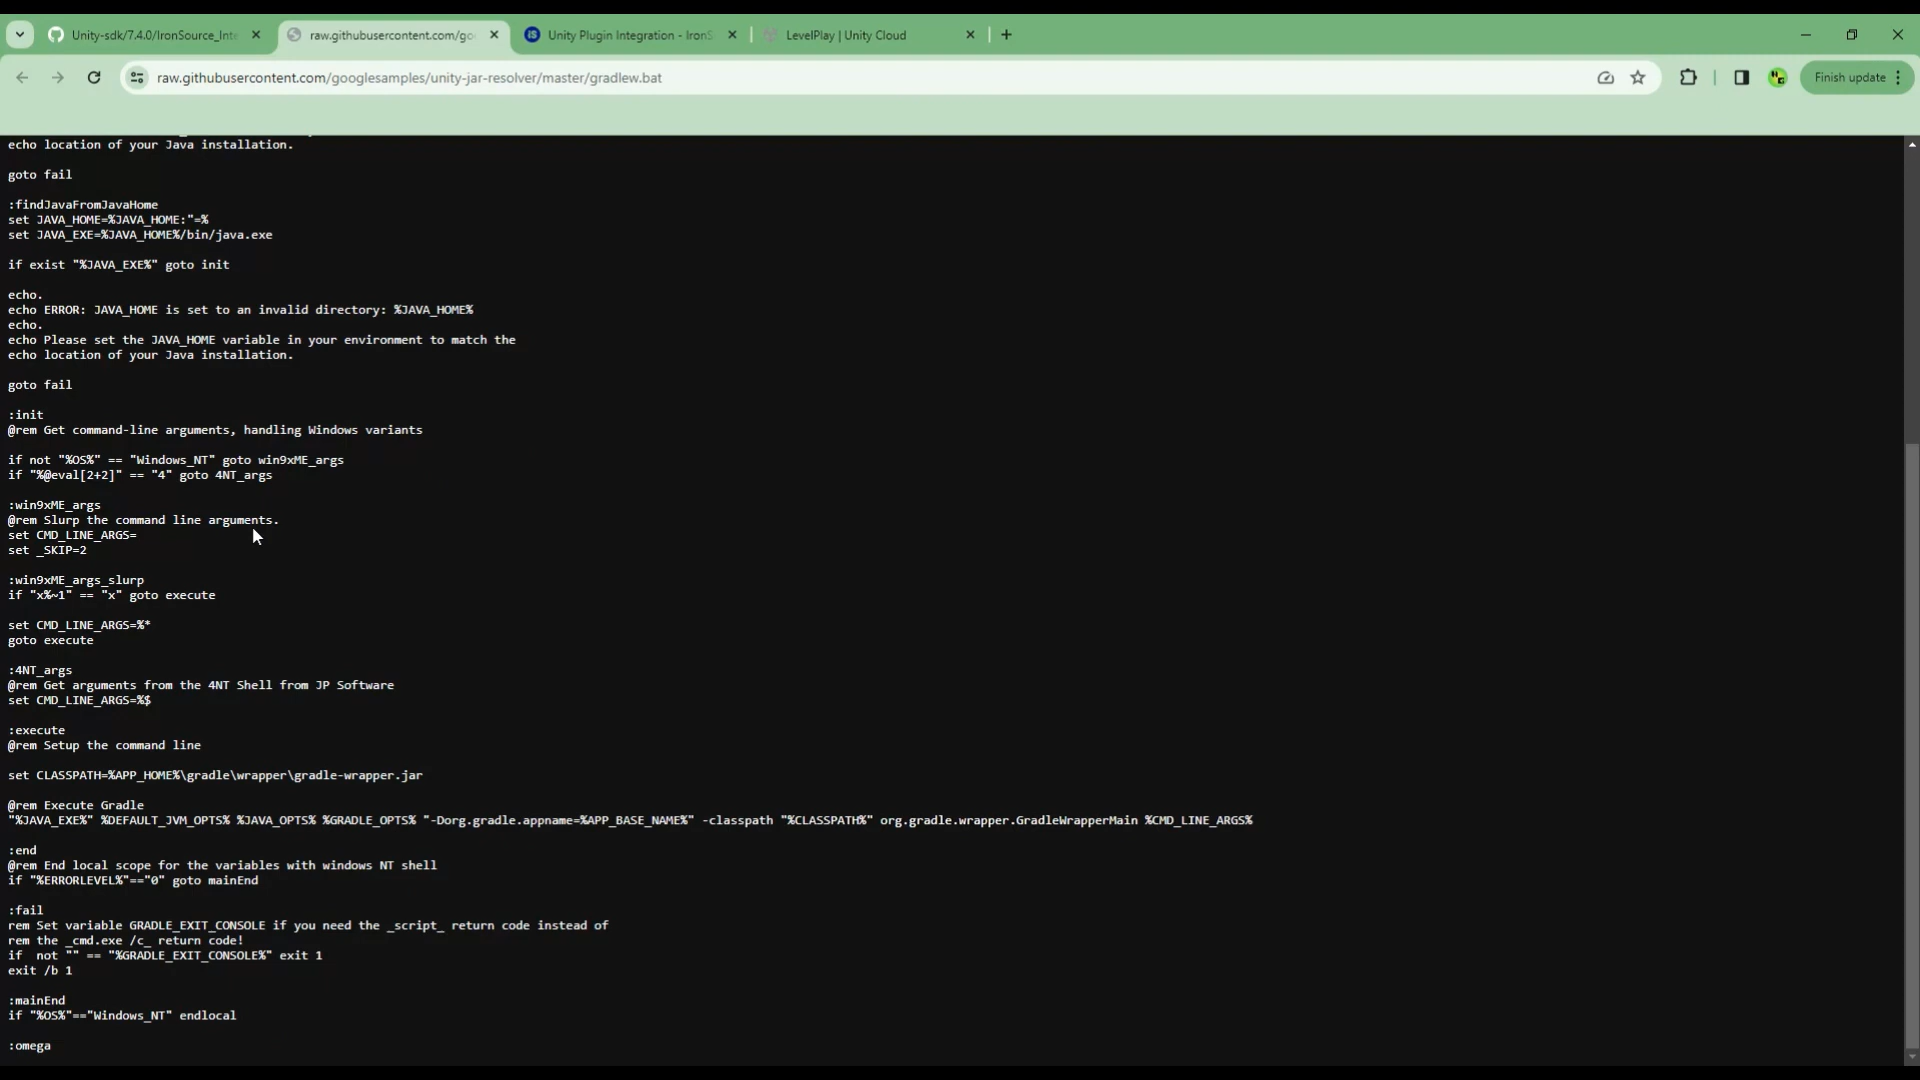 Unity-sdk/7.4.0/IronSource_Inte
raw.githubusercontent.com/goo
Unity Plugin Integration - IronS
LevelPlay | Unity Cloud
raw.githubusercontent.com/googlesamples/unity-jar-resolver/master/gradlew.bat
Finish update
echo location of your Java installation.
goto fail
:findJavaFromJavaHome
set JAVA_HOME=%JAVA_HOME:"=%
set JAVA_EXE=%JAVA_HOME%/bin/java.exe
if exist "%JAVA_EXE%" goto init
echo.
echo ERROR: JAVA_HOME is set to an invalid directory: %JAVA_HOME%
echo.
echo Please set the JAVA_HOME variable in your environment to match the
echo location of your Java installation.
goto fail
:init
@rem Get command-line arguments, handling Windows variants
if not "%OS%" == "Windows_NT" goto win9xME_args
if "%@eval[2+2]" == "4" goto 4NT_args
:win9xME_args
@rem Slurp the command line arguments.
set CMD_LINE_ARGS=
set _SKIP=2
:win9xME_args_slurp
if "x%~1" == "x" goto execute
set CMD_LINE_ARGS=%*
goto execute
:4NT_args
@rem Get arguments from the 4NT Shell from JP Software
set CMD_LINE_ARGS=%$
:execute
@rem Setup the command line
set CLASSPATH=%APP_HOME%\gradle\wrapper\gradle-wrapper.jar
@rem Execute Gradle
"%JAVA_EXE%" %DEFAULT_JVM_OPTS% %JAVA_OPTS% %GRADLE_OPTS% "-Dorg.gradle.appname=%APP_BASE_NAME%" -classpath "%CLASSPATH%" org.gradle.wrapper.GradleWrapperMain %CMD_LINE_ARGS%
:end
@rem End local scope for the variables with windows NT shell
if "%ERRORLEVEL%"=="0" goto mainEnd
:fail
rem Set variable GRADLE_EXIT_CONSOLE if you need the _script_ return code instead of
rem the _cmd.exe /c_ return code!
if  not "" == "%GRADLE_EXIT_CONSOLE%" exit 1
exit /b 1
:mainEnd
if "%OS%"=="Windows_NT" endlocal
:omega